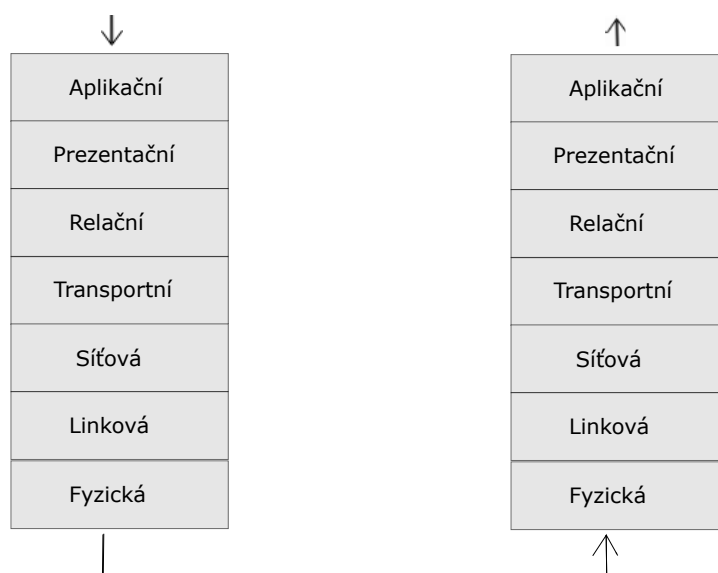 Aplikační
Prezentační
Relační
Transportní
Síťová
Linková
Fyzická
Aplikační
Prezentační
Relační
Transportní
Síťová
Linková
Fyzická